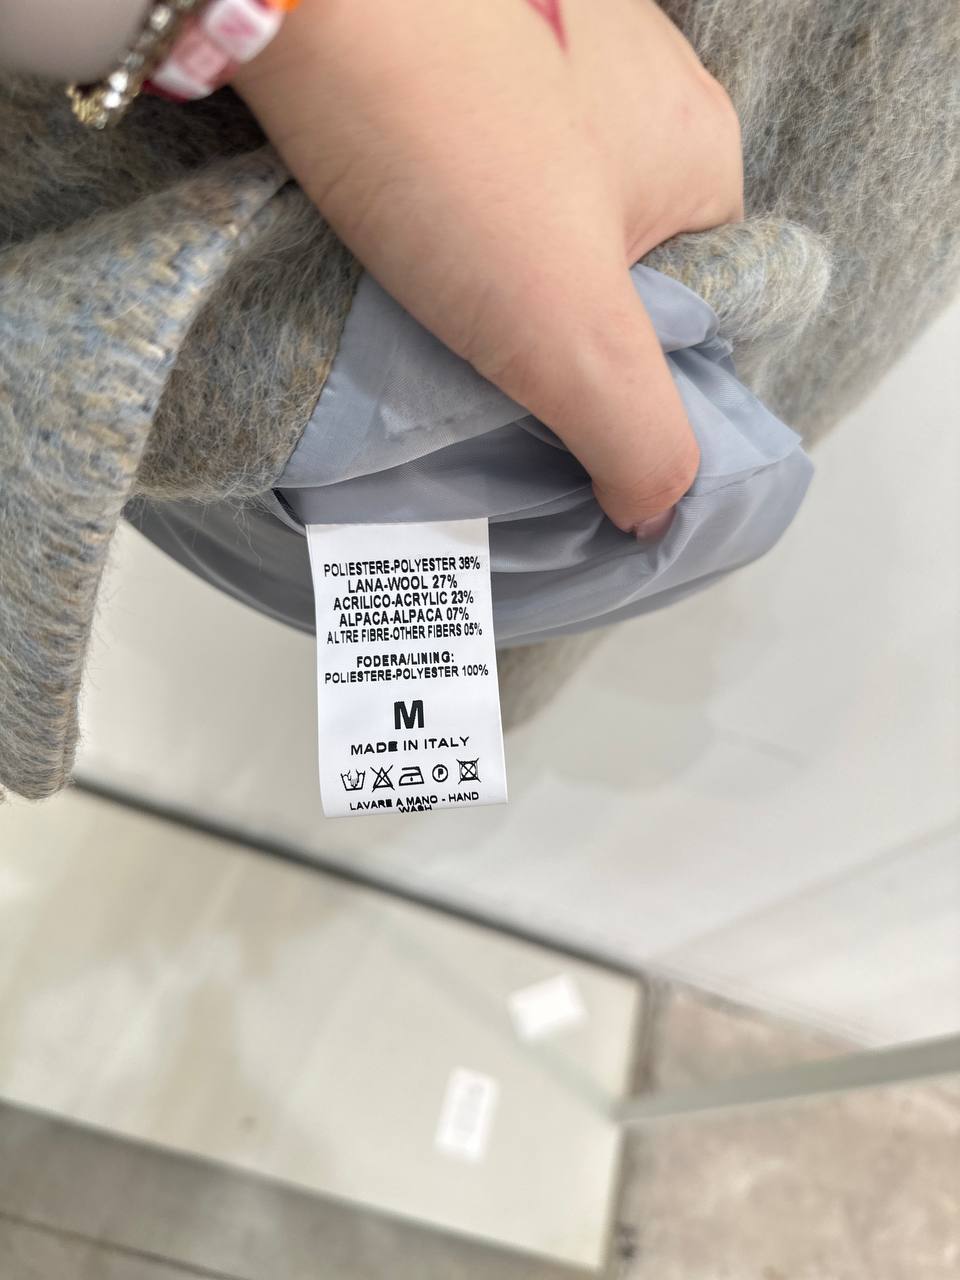 POLIESTERE-POLYESTER 38%
LANA-WOOL 27%
ACRILICO-ACRYLIC 23%
ALPACA-ALPACA 07%
ALTRE FIBRE-OTHER FIBERS 05%
FODERA/LINING:
POLIESTERE-POLYESTER 100%
M
MADE IN ITALY
P
LAVARE A MANO - HAND
WASH